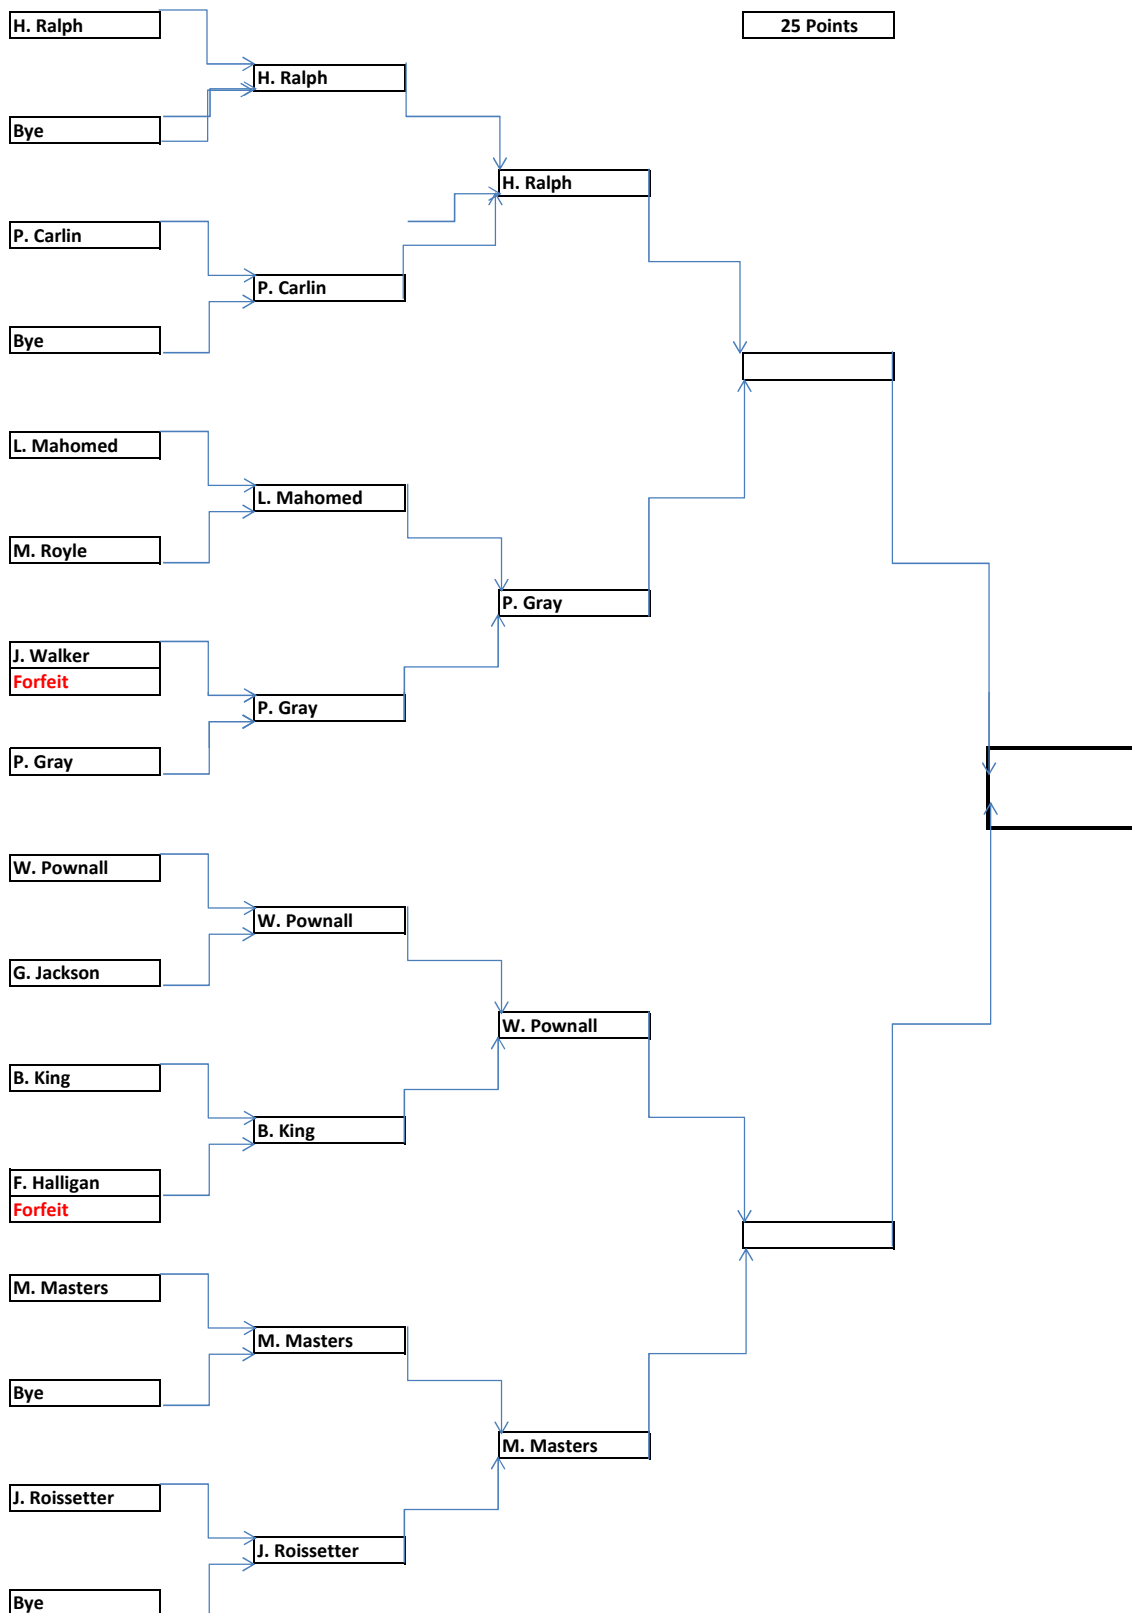 H. Ralph
25 Points
H. Ralph
Bye
H. Ralph
P. Carlin
P. Carlin
Bye
L. Mahomed
L. Mahomed
M. Royle
P. Gray
J. Walker
Forfeit
P. Gray
P. Gray
W. Pownall
W. Pownall
G. Jackson
W. Pownall
B. King
B. King
F. Halligan
Forfeit
M. Masters
M. Masters
Bye
M. Masters
J. Roissetter
J. Roissetter
Bye